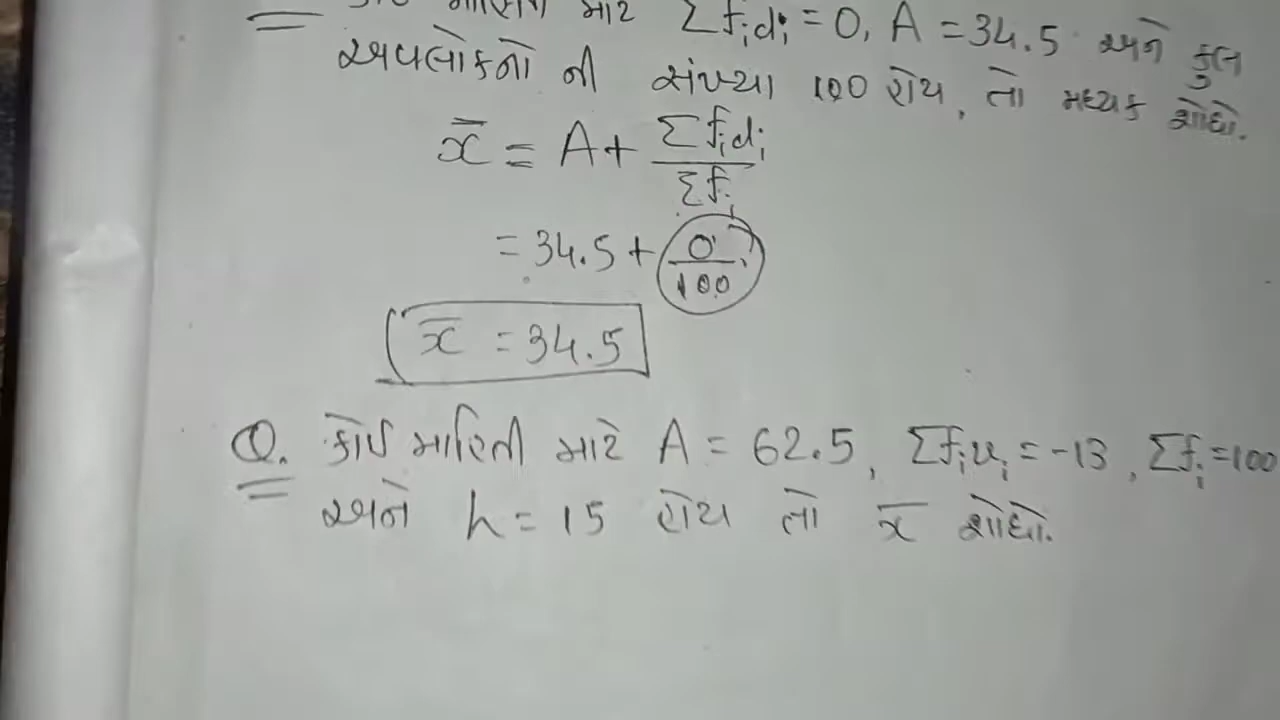 કોઈ માહિતી માટે Σfᵢdᵢ = 0, A = 34.5 અને કુલ
અવલોકનો ની સંખ્યા 100 હોય, તો મધ્યક શોધો.
x̄ = A + Σfᵢdᵢ / Σfᵢ
= 34.5 + 0 / 100
x̄ = 34.5
Q. કોઈ માહિતી માટે A = 62.5, Σfᵢuᵢ = -13, Σfᵢ = 100
અને h = 15 હોય તો x̄ શોધો.